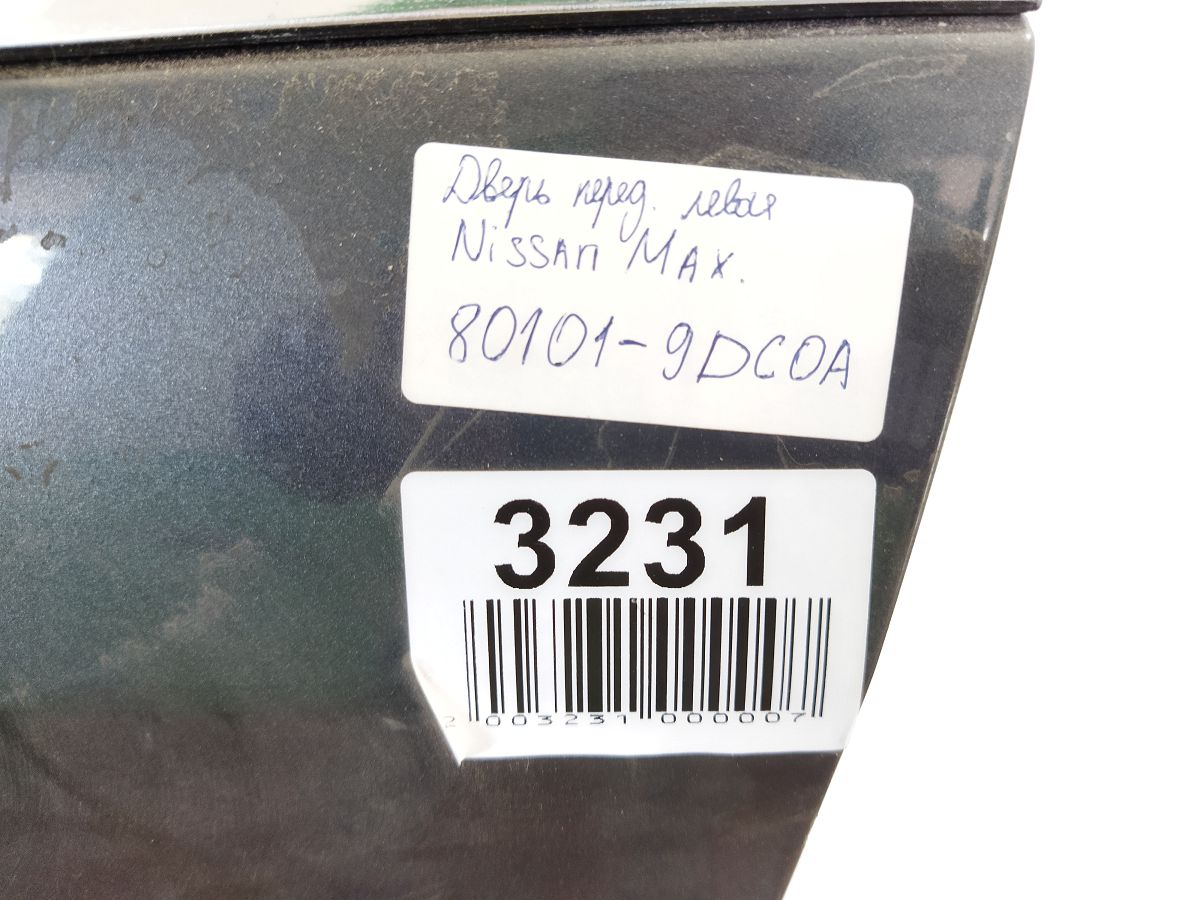 Дверь перед. левая
Nissan Max.
80101-9DC0A
3231
2 003231 000007